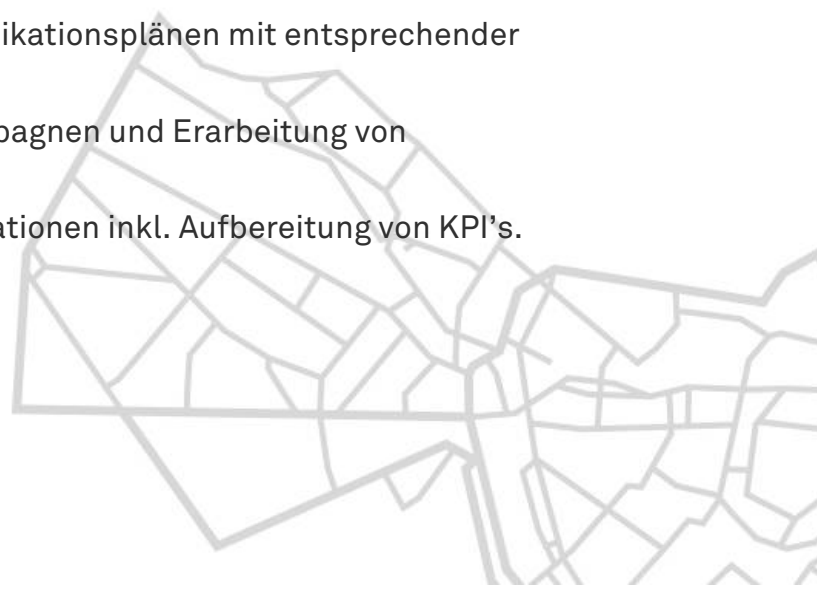 ikationsplänen mit entsprechender
pagnen und Erarbeitung von
ationen inkl. Aufbereitung von KPI's.